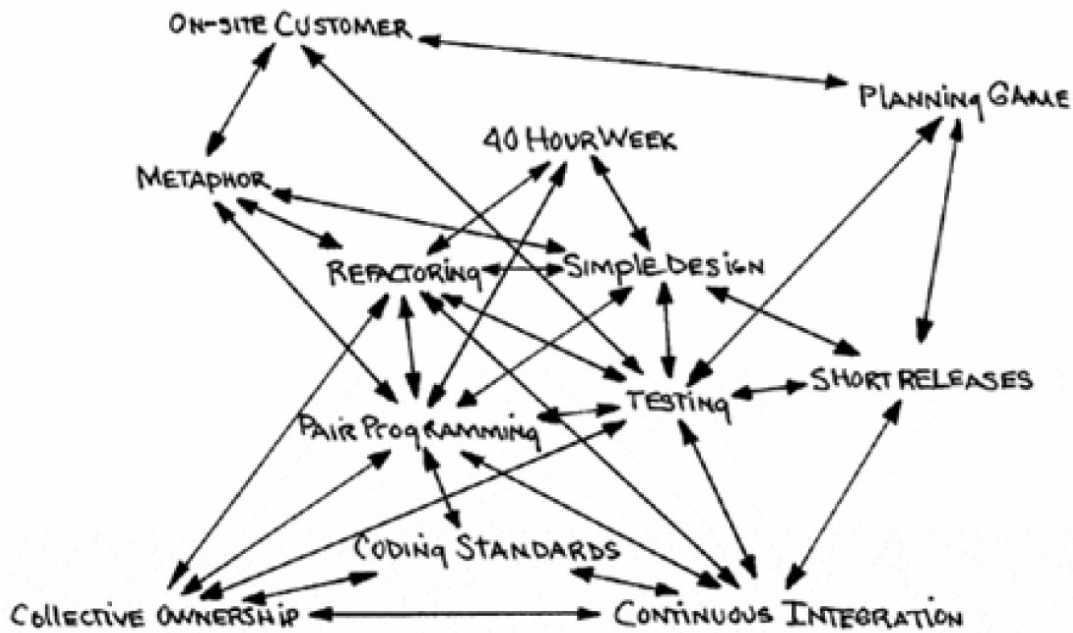 ON-SITE CUSTOMER
PLANNING GAME
40 HOUR WEEK
METAPHOR
REFACTORING
SIMPLE DESIGN
SHORT RELEASES
TESTING
PAIR PROGRAMMING
CODING STANDARDS
COLLECTIVE OWNERSHIP
CONTINUOUS INTEGRATION